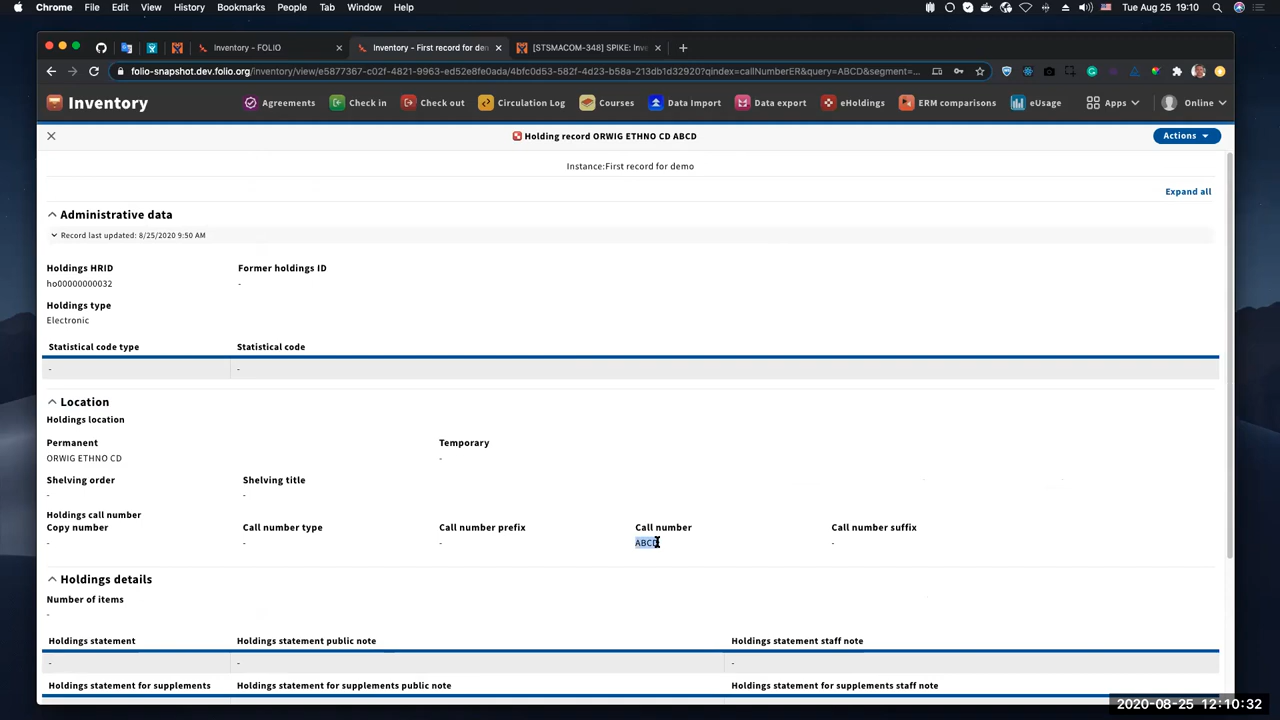 Chrome File Edit View History Bookmarks People Tab Window Help Tue Aug 25 19:10
Inventory - FOLIO Inventory - First record for den [STSMACOM-348] SPIKE: Inve
folio-snapshot.dev.folio.org/inventory/view/e5877367-c02f-4821-9963-ed52e8fe0ada/4bfc0d53-582f-4d23-b58a-213db1d32920?qindex=callNumberER&query=ABCD&segment=...
Inventory Agreements Check in Check out Circulation Log Courses Data Import Data export eHoldings ERM comparisons eUsage Apps Online
Holding record ORWIG ETHNO CD ABCD Actions
Instance:First record for demo
Expand all
Administrative data
Record last updated: 8/25/2020 9:50 AM
Holdings HRID Former holdings ID
ho00000000032 -
Holdings type
Electronic
Statistical code type Statistical code
- -
Location
Holdings location
Permanent Temporary
ORWIG ETHNO CD -
Shelving order Shelving title
- -
Holdings call number
Copy number Call number type Call number prefix Call number Call number suffix
- - - ABCD -
Holdings details
Number of items
-
Holdings statement Holdings statement public note Holdings statement staff note
- - -
Holdings statement for supplements Holdings statement for supplements public note Holdings statement for supplements staff note
2020-08-25 12:10:32